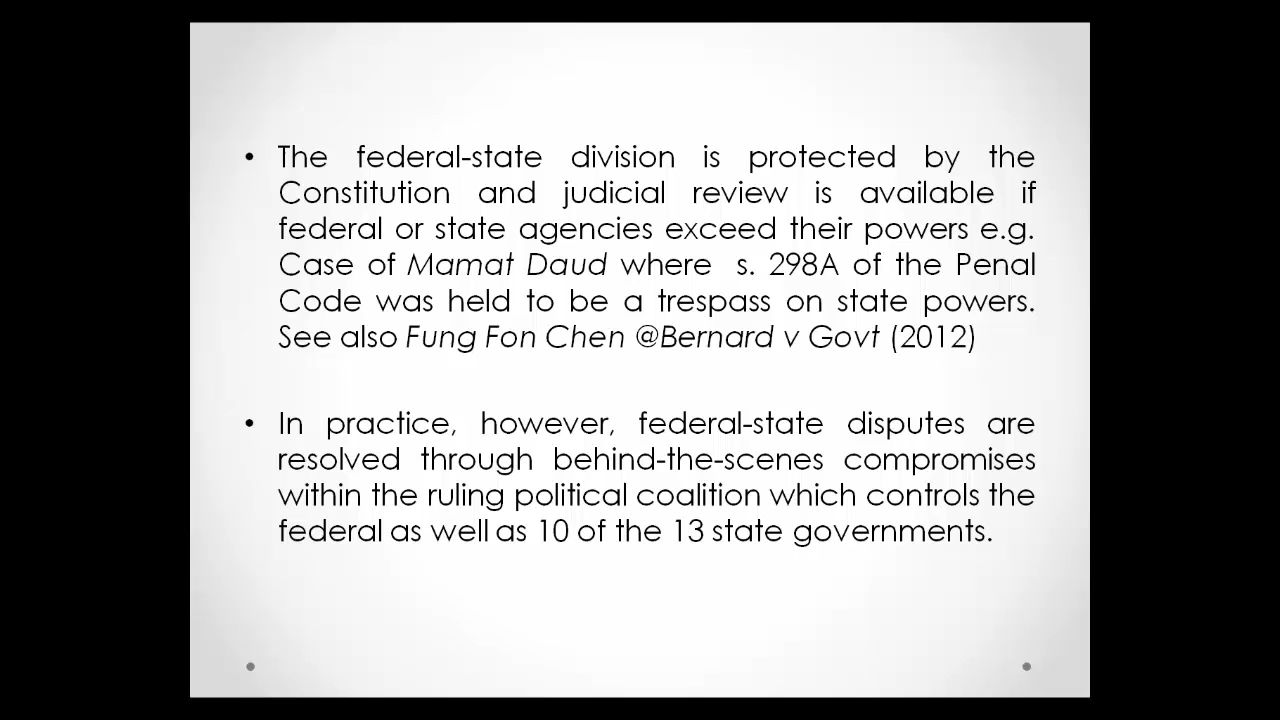 • The federal-state division is protected by the
Constitution and judicial review is available if
federal or state agencies exceed their powers e.g.
Case of Mamat Daud where s. 298A of the Penal
Code was held to be a trespass on state powers.
See also Fung Fon Chen @Bernard v Govt (2012)
• In practice, however, federal-state disputes are
resolved through behind-the-scenes compromises
within the ruling political coalition which controls the
federal as well as 10 of the 13 state governments.